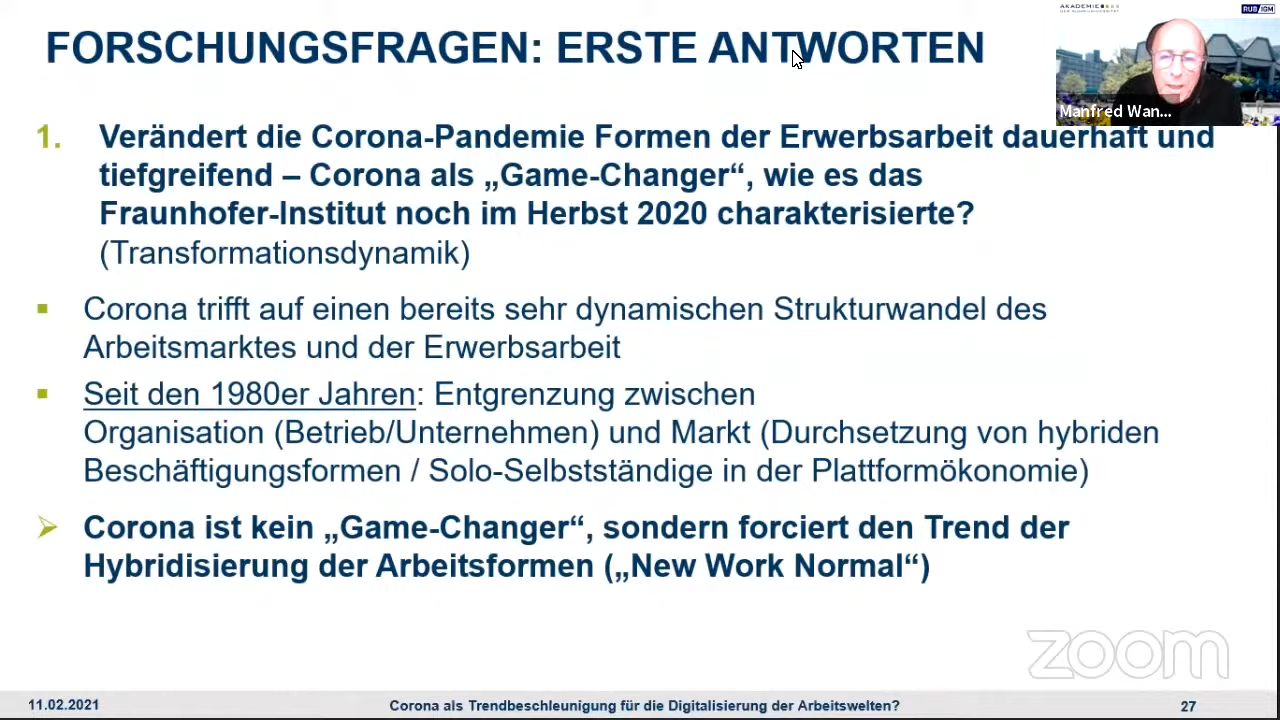 FORSCHUNGSFRAGEN: ERSTE ANTWORTEN
AKADEMIE
RUB/IGM
Manfred Wan...
1. Verändert die Corona-Pandemie Formen der Erwerbsarbeit dauerhaft und
tiefgreifend – Corona als „Game-Changer“, wie es das
Fraunhofer-Institut noch im Herbst 2020 charakterisierte?
(Transformationsdynamik)
▪ Corona trifft auf einen bereits sehr dynamischen Strukturwandel des
Arbeitsmarktes und der Erwerbsarbeit
▪ Seit den 1980er Jahren: Entgrenzung zwischen
Organisation (Betrieb/Unternehmen) und Markt (Durchsetzung von hybriden
Beschäftigungsformen / Solo-Selbstständige in der Plattformökonomie)
➢ Corona ist kein „Game-Changer“, sondern forciert den Trend der
Hybridisierung der Arbeitsformen („New Work Normal“)
zoom
11.02.2021 Corona als Trendbeschleunigung für die Digitalisierung der Arbeitswelten? 27